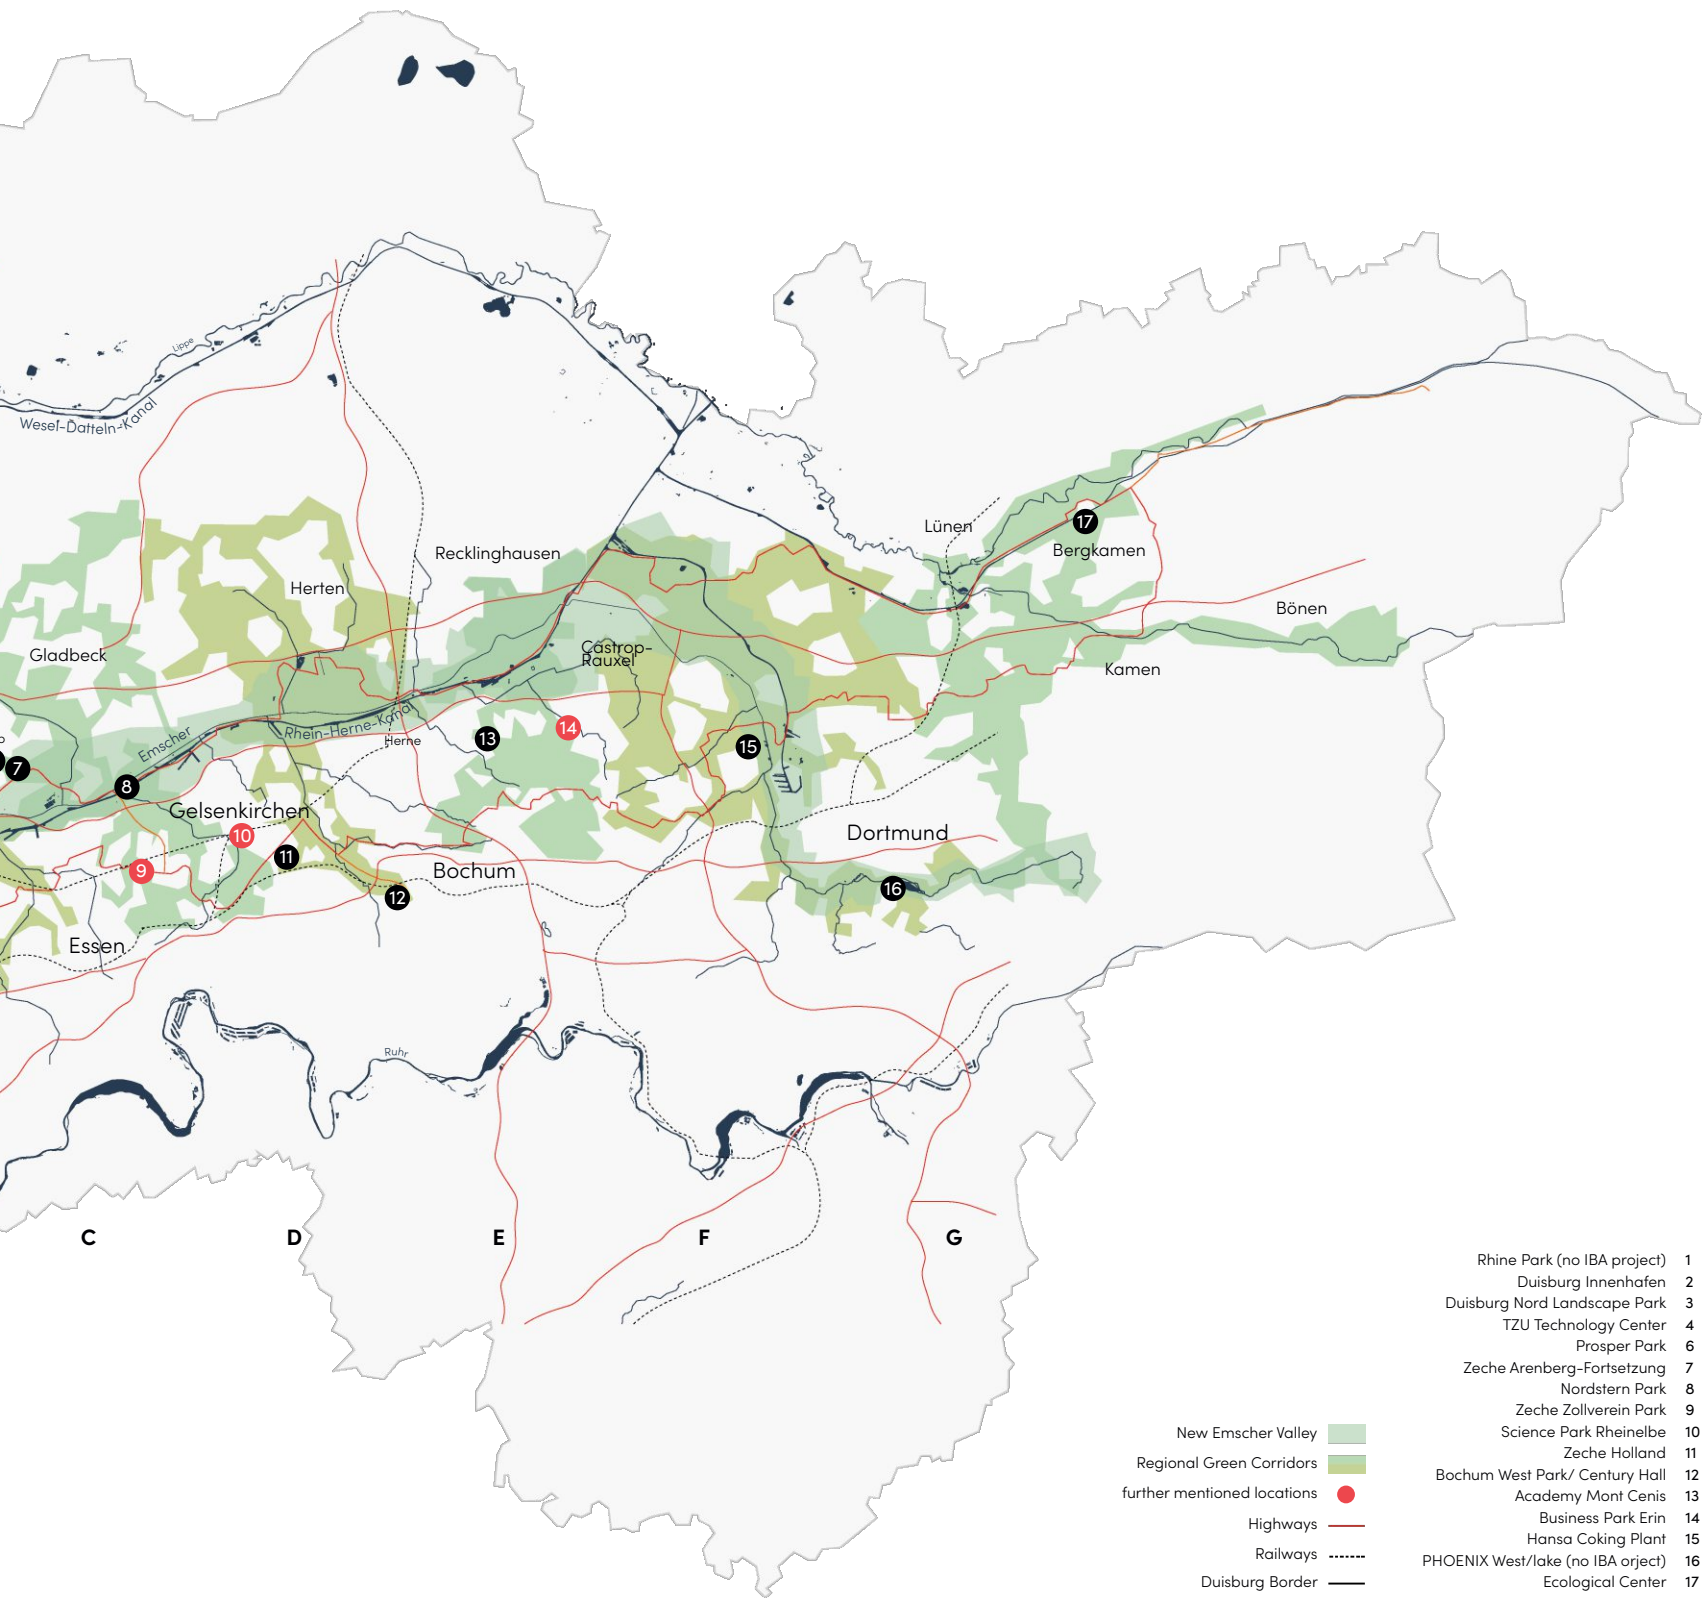 Lippe
Wesel-Datteln-Kanal
Lünen
17
Bergkamen
Recklinghausen
Herten
Bönen
Gladbeck
Castrop-
Rauxel
Kamen
Emscher
Rhein-Herne-Kanal
Herne
13
14
15
7
8
Gelsenkirchen
10
Dortmund
11
9
Bochum
12
16
Essen
Ruhr
C
D
E
F
G
Rhine Park (no IBA project) 1
Duisburg Innenhafen 2
Duisburg Nord Landscape Park 3
TZU Technology Center 4
Prosper Park 6
Zeche Arenberg-Fortsetzung 7
Nordstern Park 8
Zeche Zollverein Park 9
Science Park Rheinelbe 10
Zeche Holland 11
Bochum West Park/ Century Hall 12
Academy Mont Cenis 13
Business Park Erin 14
Hansa Coking Plant 15
PHOENIX West/lake (no IBA orject) 16
Ecological Center 17
New Emscher Valley
Regional Green Corridors
further mentioned locations
Highways
Railways
Duisburg Border